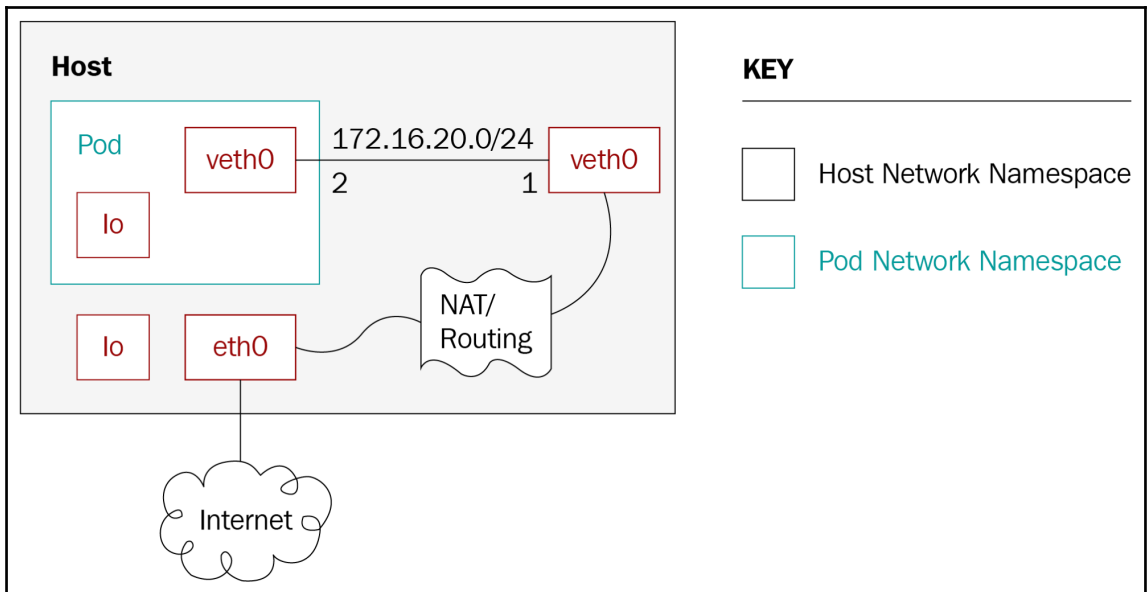 Host
KEY
Pod
veth0
172.16.20.0/24
veth0
2
1
lo
Host Network Namespace
Pod Network Namespace
NAT/
Routing
lo
eth0
Internet